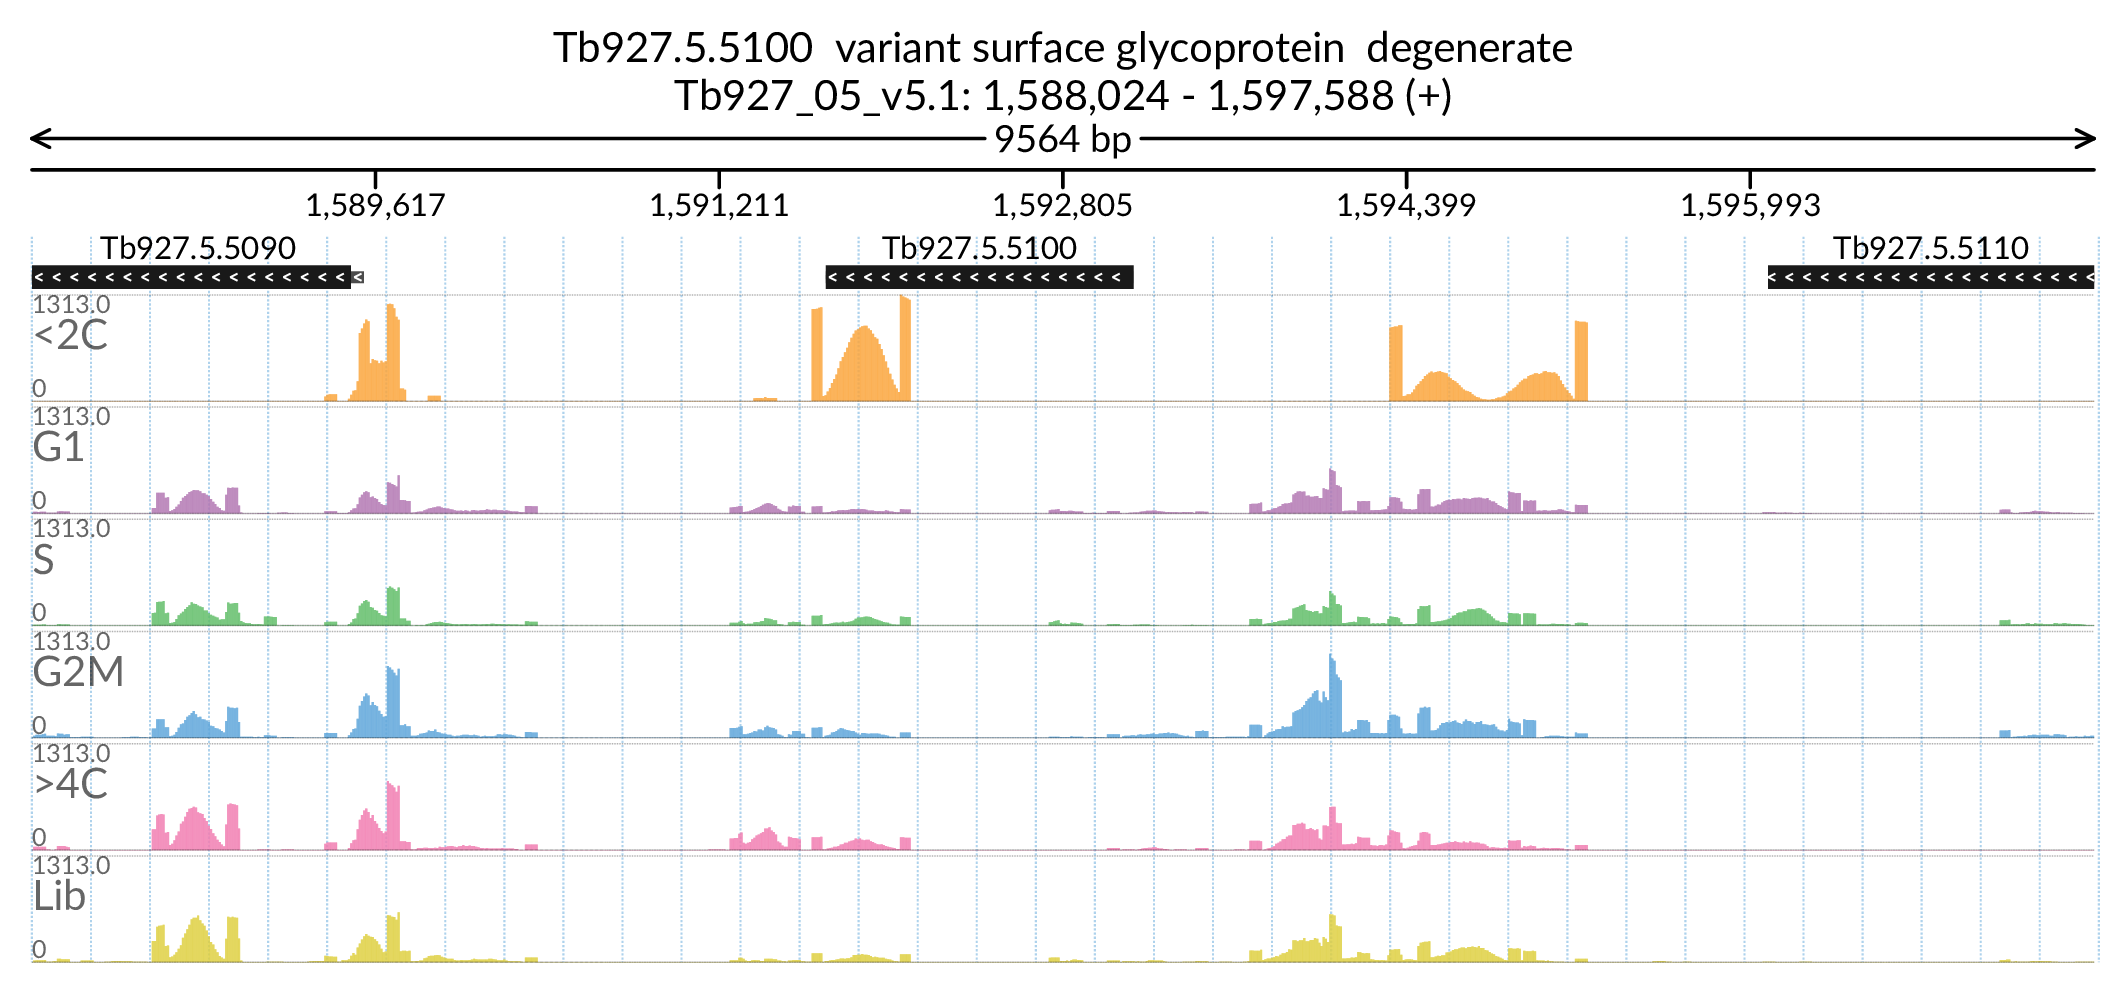 Tb927.5.5100  variant surface glycoprotein  degenerate
Tb927_05_v5.1: 1,588,024 - 1,597,588 (+)
9564 bp
1,589,617 1,591,211 1,592,805 1,594,399 1,595,993
Tb927.5.5090 Tb927.5.5100 Tb927.5.5110
1313.0
<2C
0
1313.0
G1
0
1313.0
S
0
1313.0
G2M
0
1313.0
>4C
0
1313.0
Lib
0